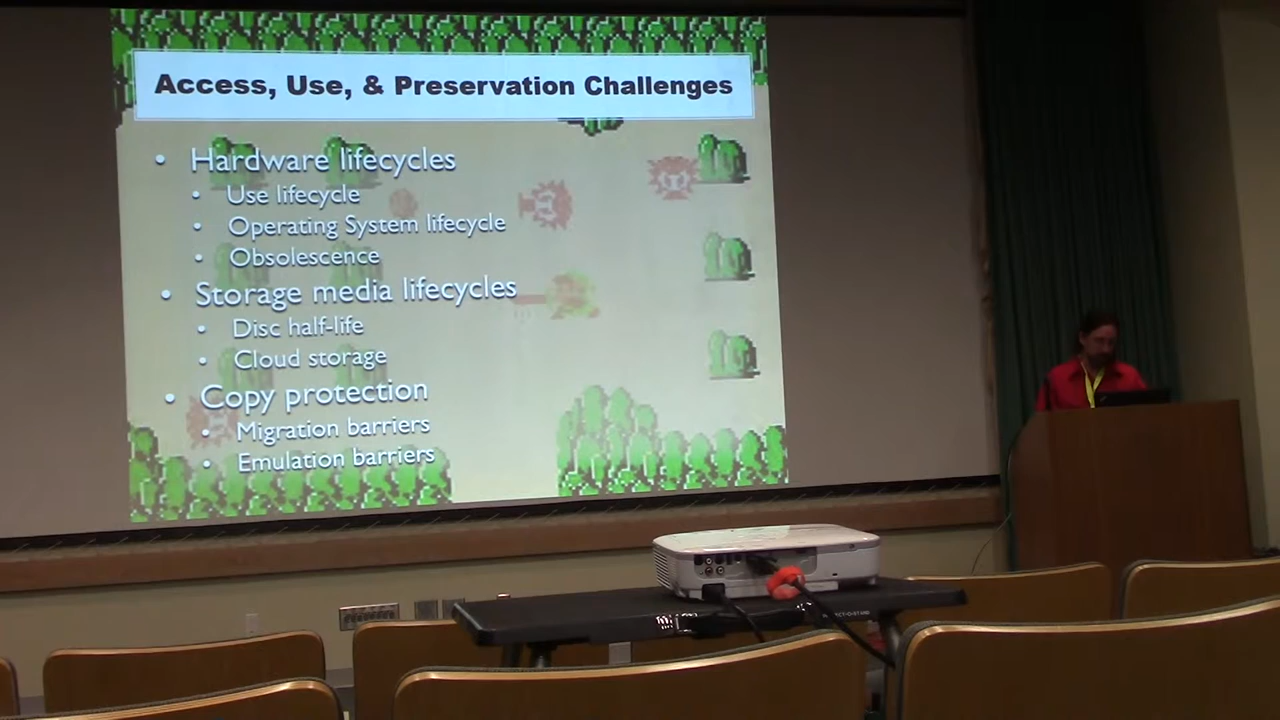 Access, Use, & Preservation Challenges
• Hardware lifecycles
• Use lifecycle
• Operating System lifecycle
• Obsolescence
• Storage media lifecycles
• Disc half-life
• Cloud storage
• Copy protection
• Migration barriers
• Emulation barriers